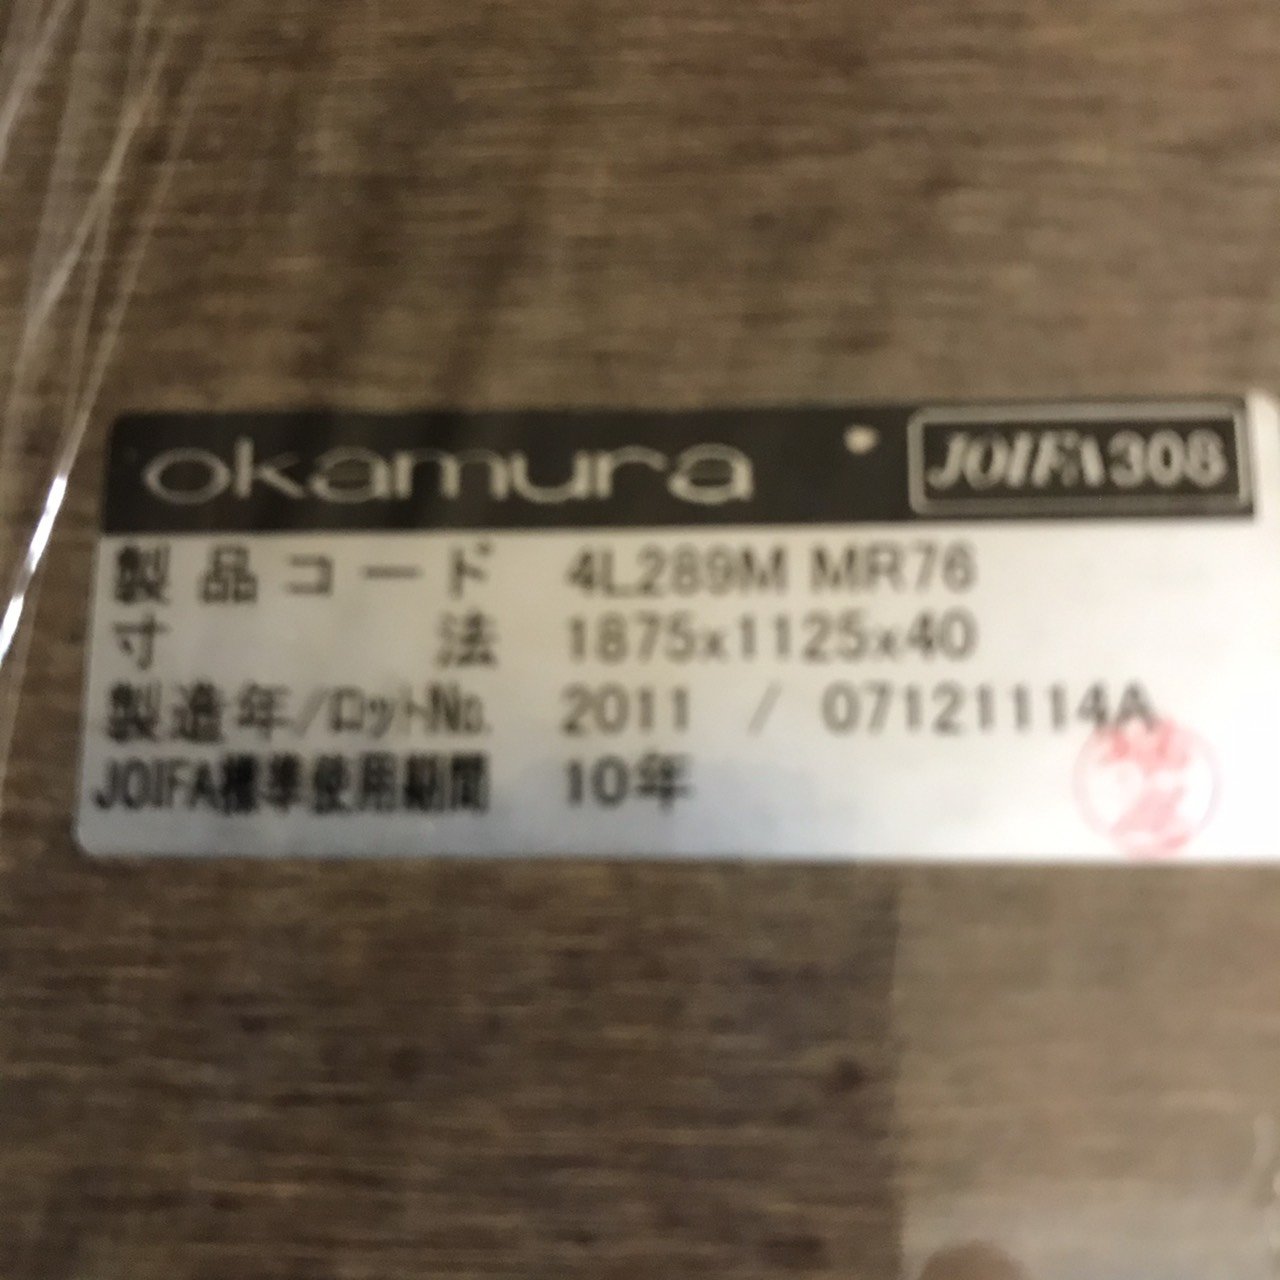 okamura JOIFA308
製品コード 4L289M MR76
寸法 1875x1125x40
製造年/ロットNo. 2011 / 07121114A
JOIFA標準使用期間 10年